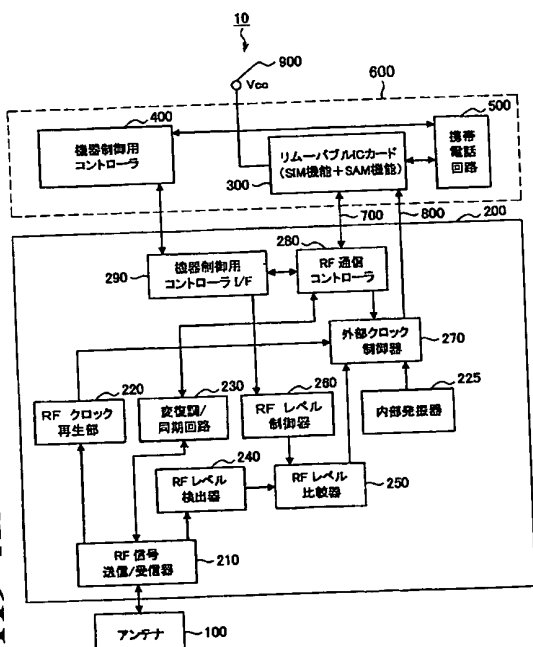 10
900
Vcc
600
400
機器制御用
コントローラ
リムーバブルICカード
(SIM機能+SAM機能)
300
500
携帯
電話
回路
700
800
200
290
機器制御用
コントローラ I/F
280
RF 通信
コントローラ
外部クロック
制御器
270
220
RF クロック
再生部
230
変復調/
同期回路
260
RF レベル
制御器
225
内部発振器
240
RF レベル
検出器
RF レベル
比較器
250
RF 信号
送信/受信器
210
アンテナ
100